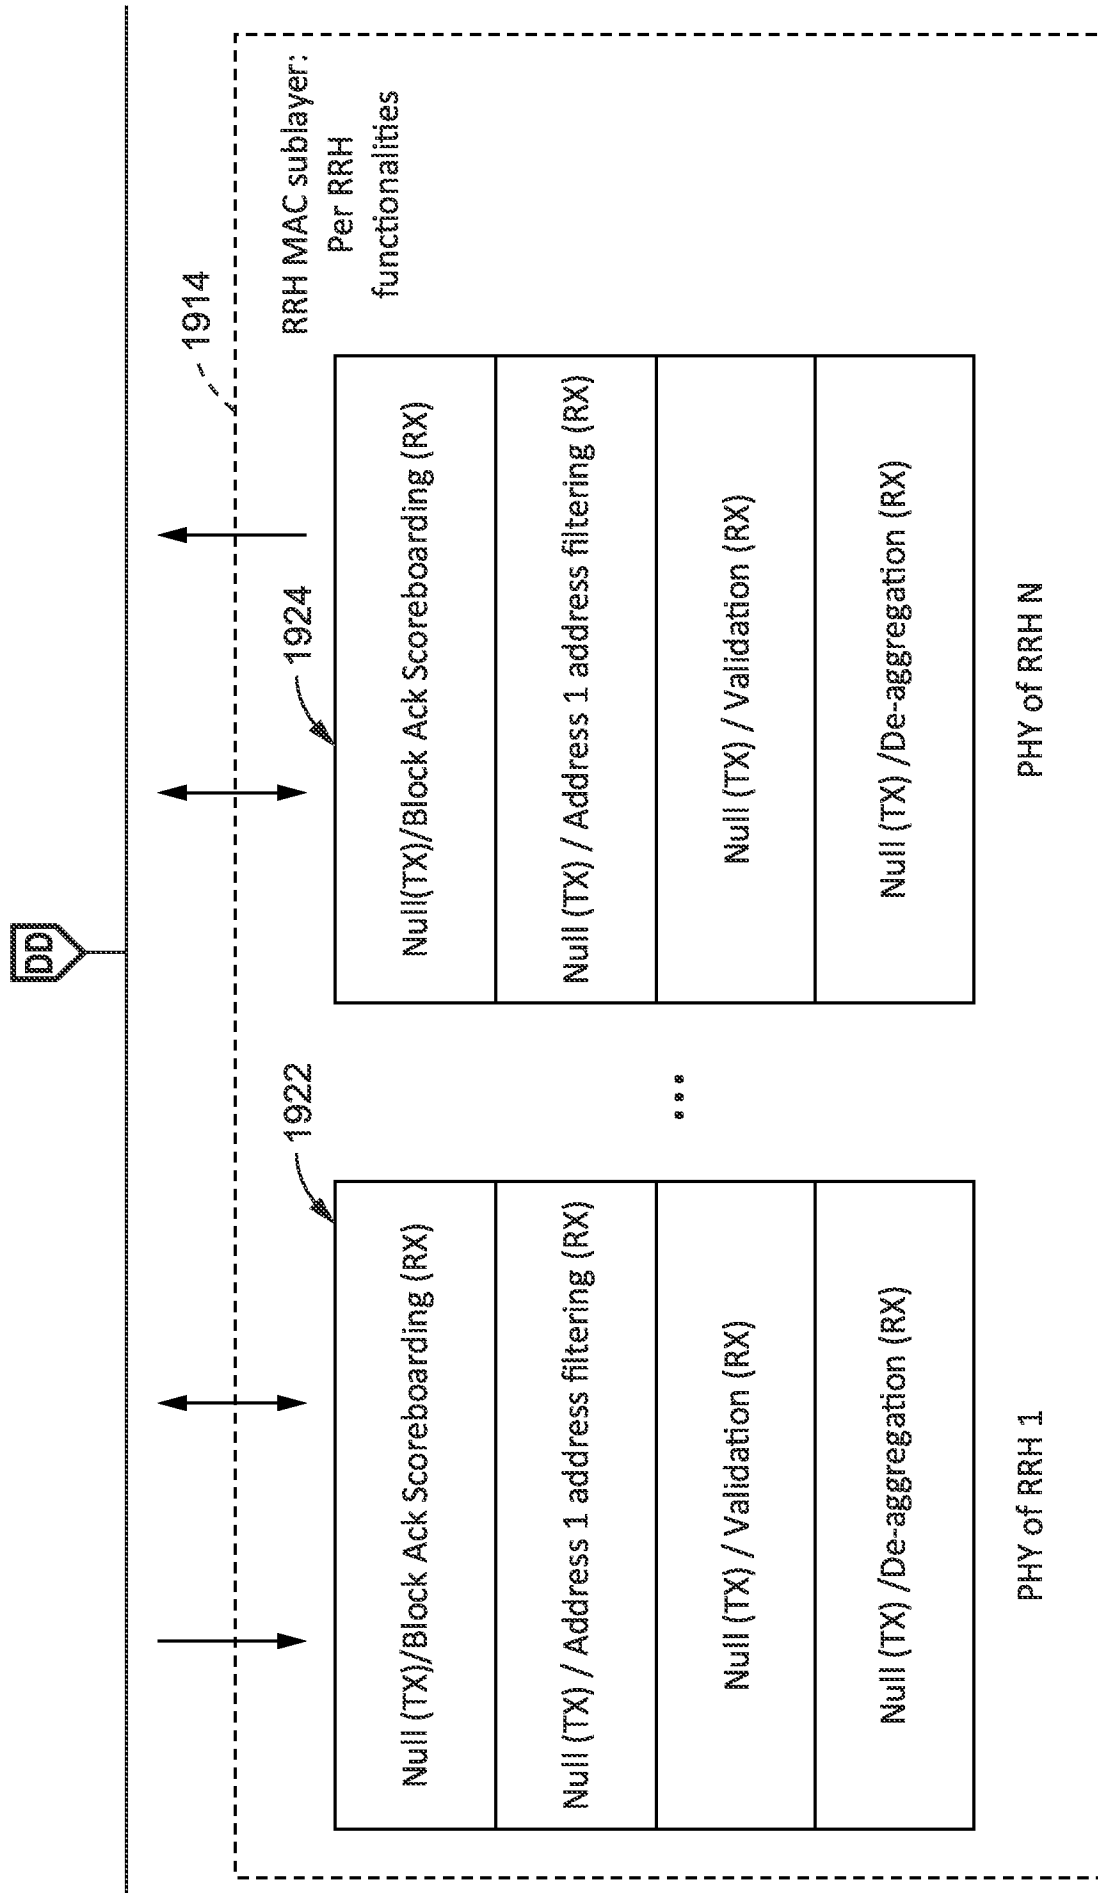 DD
1914
RRH MAC sublayer:
Per RRH
functionalities
1922
Null (TX)/Block Ack Scoreboarding (RX)
Null (TX) / Address 1 address filtering (RX)
Null (TX) / Validation (RX)
Null (TX) /De-aggregation (RX)
PHY of RRH 1
...
1924
Null(TX)/Block Ack Scoreboarding (RX)
Null (TX) / Address 1 address filtering (RX)
Null (TX) / Validation (RX)
Null (TX) /De-aggregation (RX)
PHY of RRH N